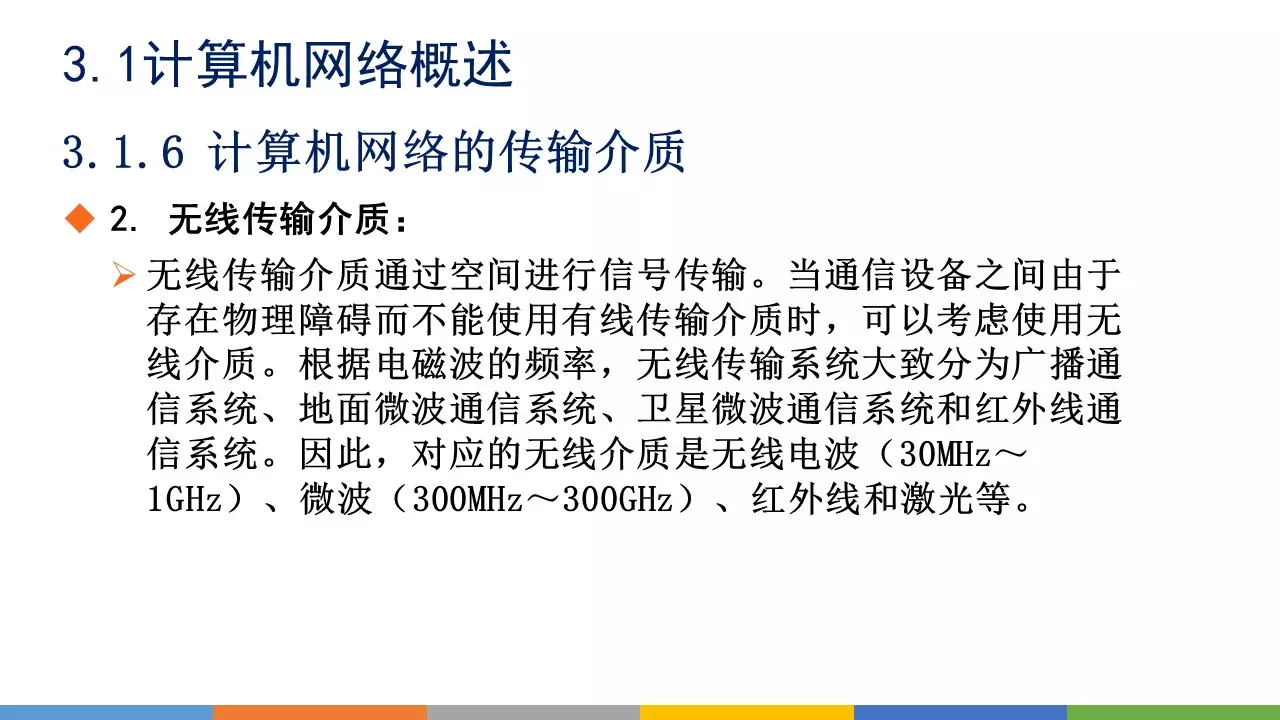 3.1计算机网络概述
3.1.6 计算机网络的传输介质
2. 无线传输介质：
无线传输介质通过空间进行信号传输。当通信设备之间由于
存在物理障碍而不能使用有线传输介质时，可以考虑使用无
线介质。根据电磁波的频率，无线传输系统大致分为广播通
信系统、地面微波通信系统、卫星微波通信系统和红外线通
信系统。因此，对应的无线介质是无线电波（30MHz～
1GHz）、微波（300MHz～300GHz）、红外线和激光等。